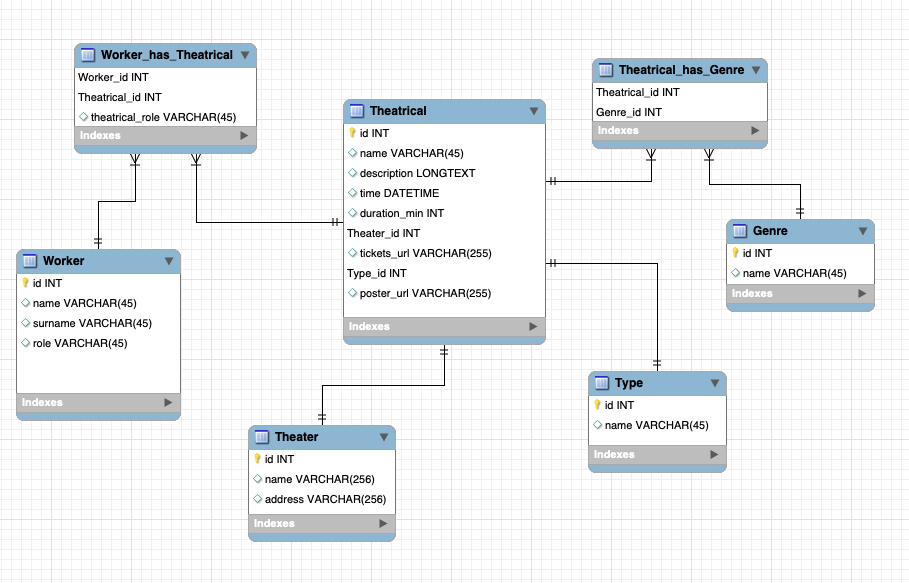 Worker_has_Theatrical
Worker_id INT
Theatrical_id INT
theatrical_role VARCHAR(45)
Indexes
Theatrical
id INT
name VARCHAR(45)
description LONGTEXT
time DATETIME
duration_min INT
Theater_id INT
tickets_url VARCHAR(255)
Type_id INT
poster_url VARCHAR(255)
Indexes
Theatrical_has_Genre
Theatrical_id INT
Genre_id INT
Indexes
Worker
id INT
name VARCHAR(45)
surname VARCHAR(45)
role VARCHAR(45)
Indexes
Genre
id INT
name VARCHAR(45)
Indexes
Theater
id INT
name VARCHAR(256)
address VARCHAR(256)
Indexes
Type
id INT
name VARCHAR(45)
Indexes